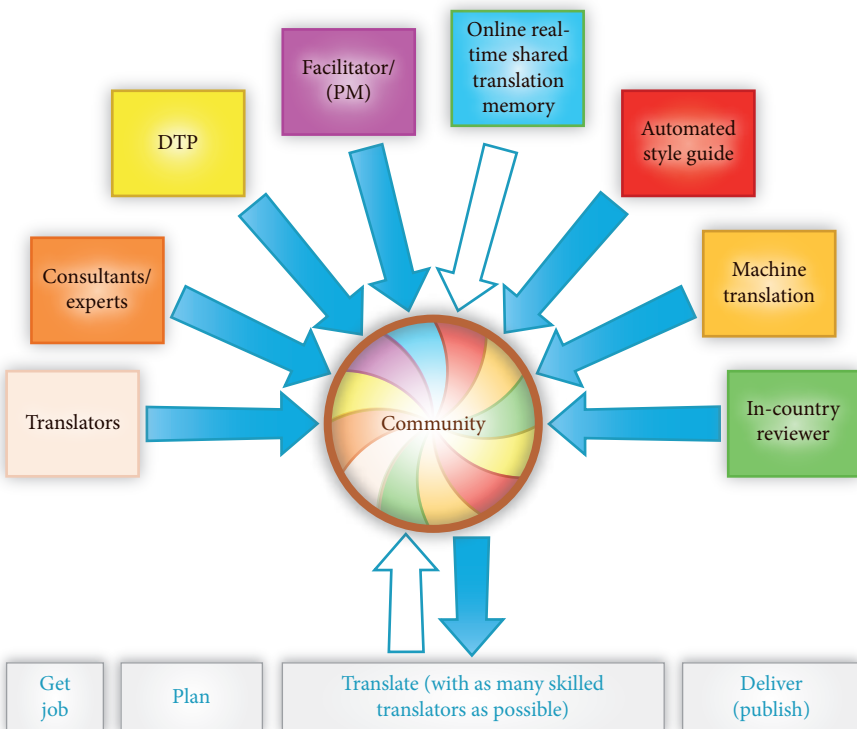 Online real-
time shared
translation
memory
Facilitator/
(PM)
DTP
Automated
style guide
Consultants/
experts
Machine
translation
Translators
Community
In-country
reviewer
Get
job
Plan
Translate (with as many skilled
translators as possible)
Deliver
(publish)